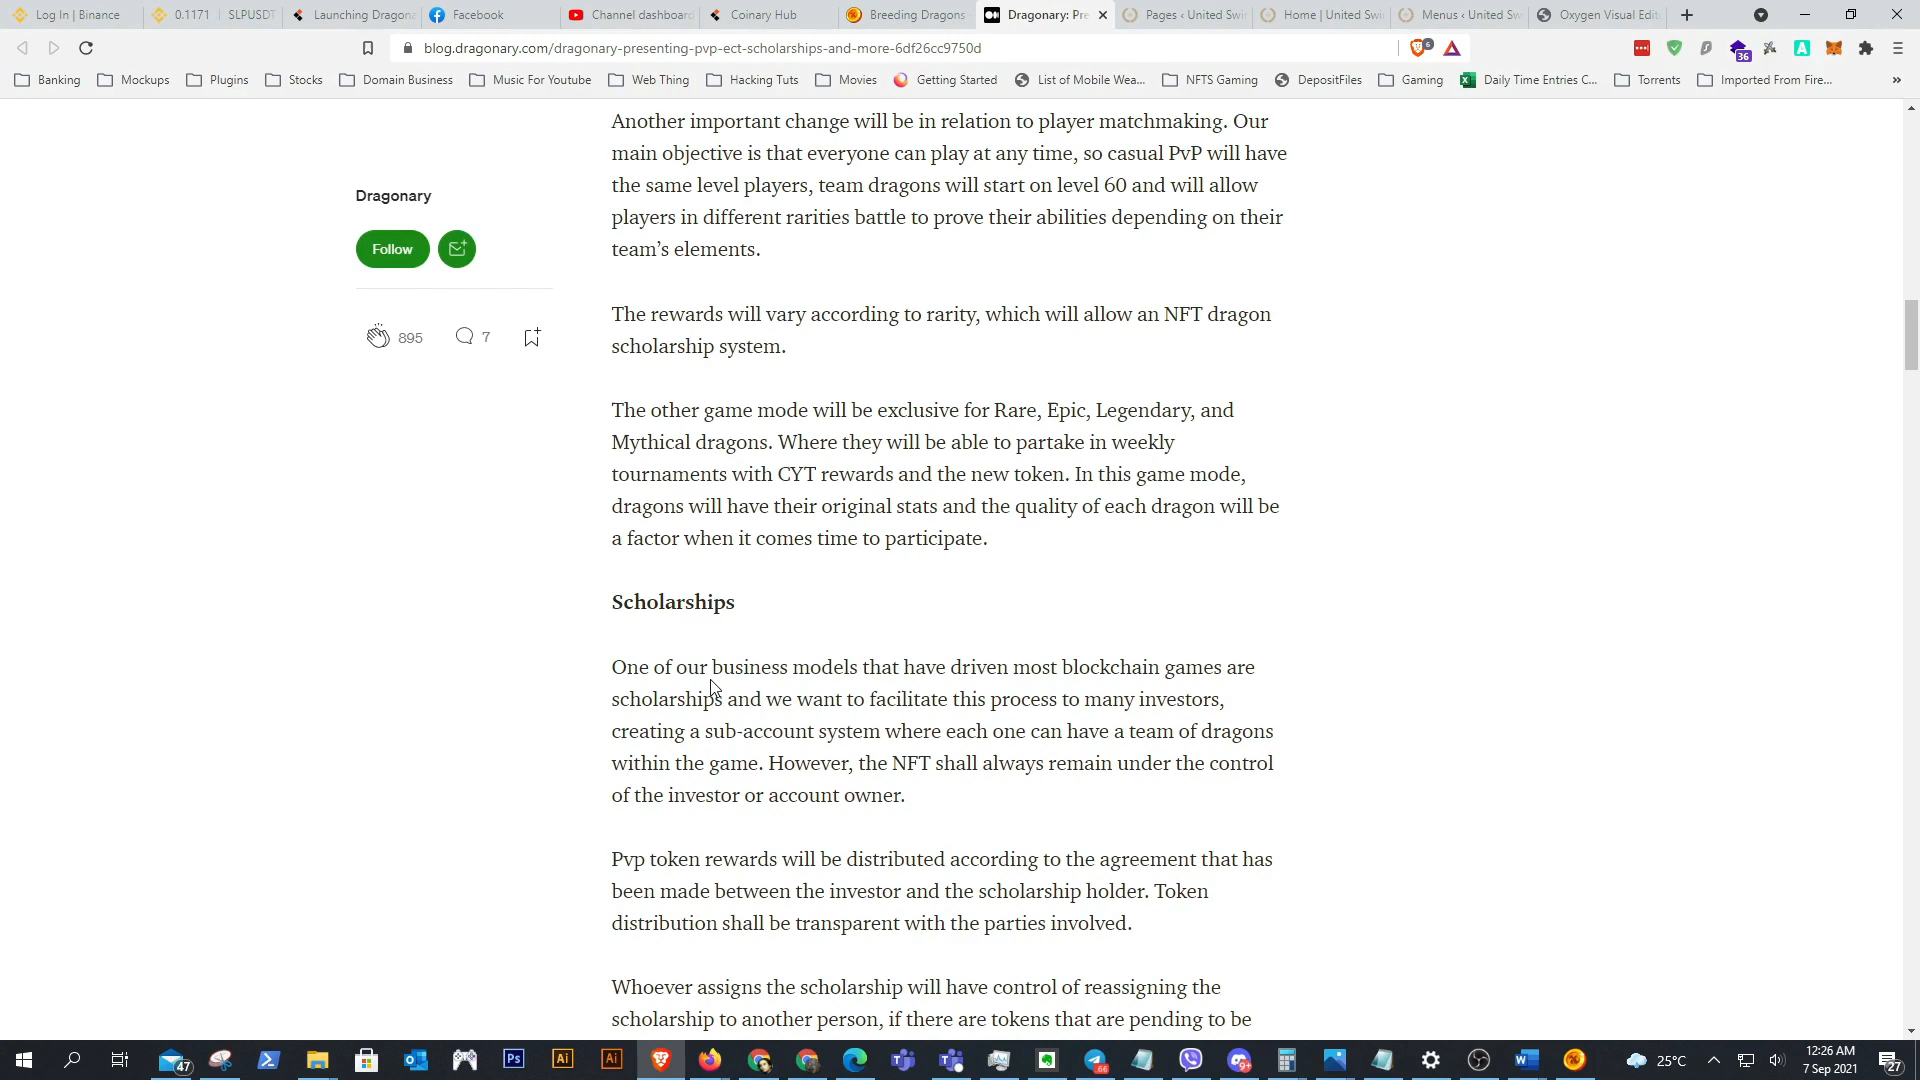 Log In | Binance
0.1171 | SLPUSDT
Launching Dragona
Facebook
Channel dashboard
Coinary Hub
Breeding Dragons
Dragonary: Pre
Pages ‹ United Swi
Home | United Swi
Menus ‹ United Sw
Oxygen Visual Edit
blog.dragonary.com/dragonary-presenting-pvp-ect-scholarships-and-more-6df26cc9750d
6
36
Banking
Mockups
Plugins
Stocks
Domain Business
Music For Youtube
Web Thing
Hacking Tuts
Movies
Getting Started
List of Mobile Wea...
NFTS Gaming
DepositFiles
Gaming
Daily Time Entries C...
Torrents
Imported From Fire...
»
Dragonary
Follow
895
7
Another important change will be in relation to player matchmaking. Our
main objective is that everyone can play at any time, so casual PvP will have
the same level players, team dragons will start on level 60 and will allow
players in different rarities battle to prove their abilities depending on their
team’s elements.
The rewards will vary according to rarity, which will allow an NFT dragon
scholarship system.
The other game mode will be exclusive for Rare, Epic, Legendary, and
Mythical dragons. Where they will be able to partake in weekly
tournaments with CYT rewards and the new token. In this game mode,
dragons will have their original stats and the quality of each dragon will be
a factor when it comes time to participate.
Scholarships
One of our business models that have driven most blockchain games are
scholarships and we want to facilitate this process to many investors,
creating a sub-account system where each one can have a team of dragons
within the game. However, the NFT shall always remain under the control
of the investor or account owner.
Pvp token rewards will be distributed according to the agreement that has
been made between the investor and the scholarship holder. Token
distribution shall be transparent with the parties involved.
Whoever assigns the scholarship will have control of reassigning the
scholarship to another person, if there are tokens that are pending to be
47
Ps
Ai
Ai
66
9+
25°C
12:26 AM
7 Sep 2021
27